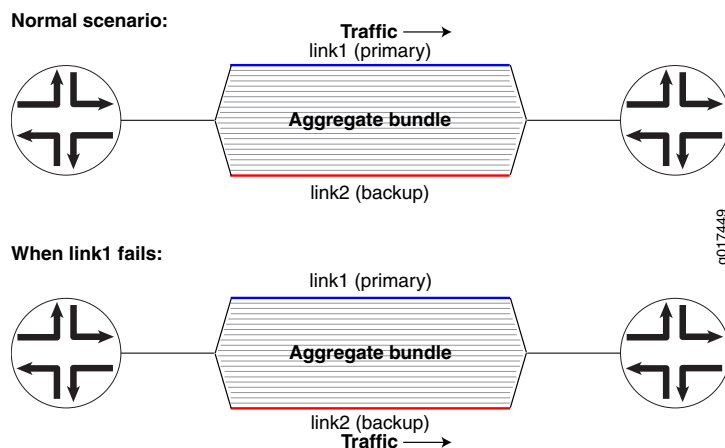 Normal scenario:
Traffic
link1 (primary)
Aggregate bundle
link2 (backup)
g017449
When link1 fails:
link1 (primary)
Aggregate bundle
link2 (backup)
Traffic